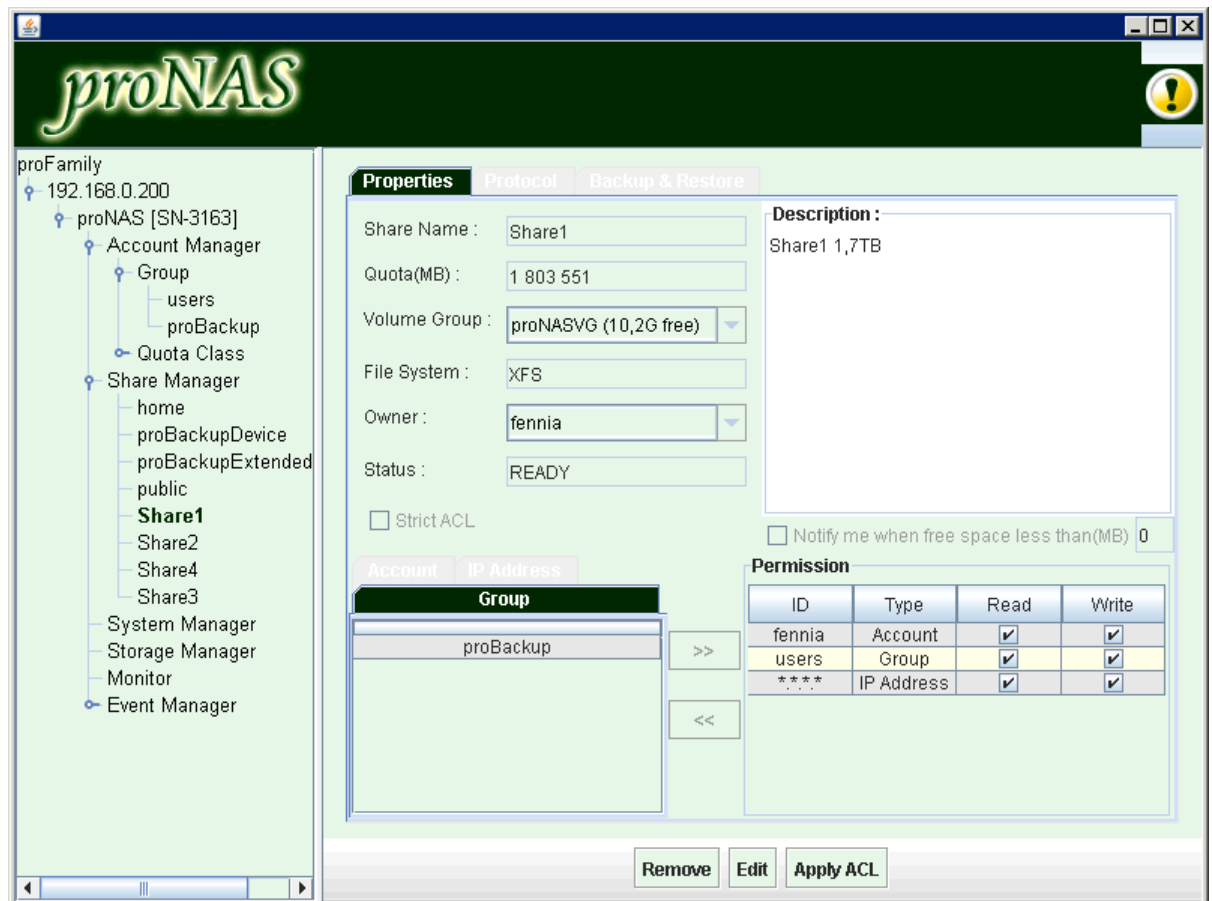 proNAS
proFamily
192.168.0.200
proNAS [SN-3163]
Account Manager
Group
users
proBackup
Quota Class
Share Manager
home
proBackupDevice
proBackupExtended
public
Share1
Share2
Share4
Share3
System Manager
Storage Manager
Monitor
Event Manager
Properties Protocol Backup & Restore
Share Name : Share1
Quota(MB) : 1 803 551
Volume Group : proNASVG (10,2G free)
File System : XFS
Owner : fennia
Status : READY
Strict ACL
Description :
Share1 1,7TB
Notify me when free space less than(MB) 0
Account IP Address
Group
proBackup
>>
<<
Permission
ID Type Read Write
fennia Account
users Group
*.*.*.* IP Address
Remove Edit Apply ACL